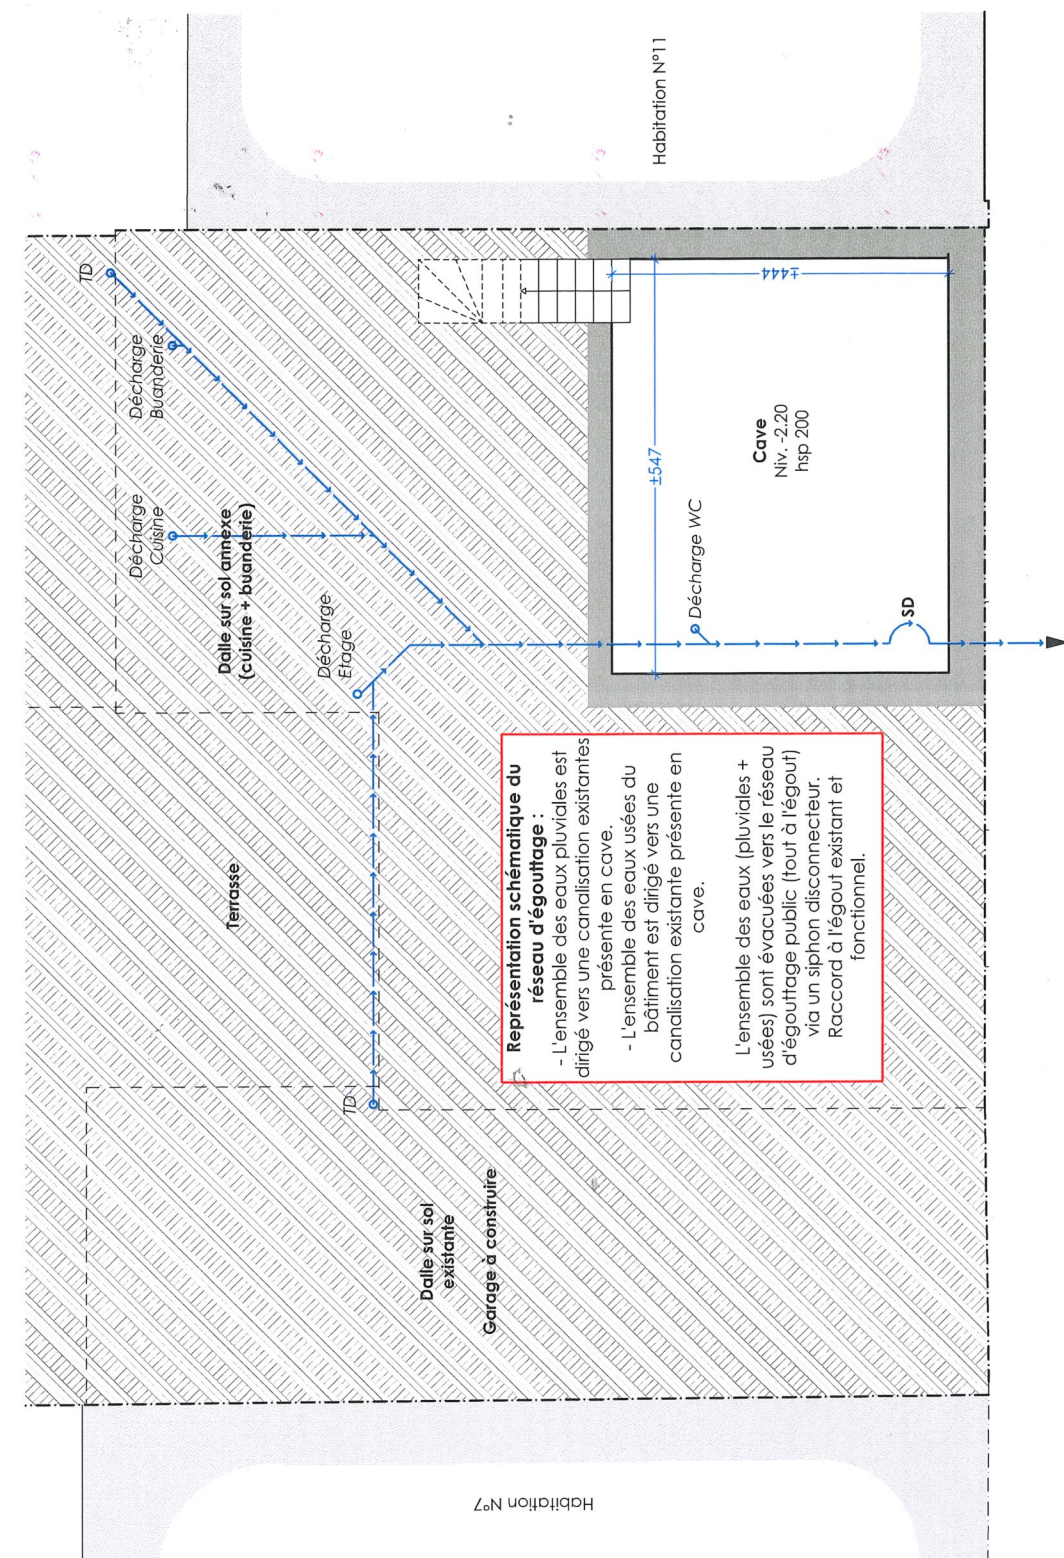 Habitation N°7
Dalle sur sol
existante
Garage à construire
TD
Terrasse
Décharge
Etage
Décharge
Cuisine
Dalle sur sol annexe
(cuisine + buanderie)
Décharge
Buanderie
TD
Représentation schématique du
réseau d'égouttage :
- L'ensemble des eaux pluviales est
dirigé vers une canalisation existantes
présente en cave.
- L'ensemble des eaux usées du
bâtiment est dirigé vers une
canalisation existante présente en
cave.
L'ensemble des eaux (pluviales +
usées) sont évacuées vers le réseau
d'égouttage public (tout à l'égout)
via un siphon disconnecteur.
Raccord à l'égout existant et
fonctionnel.
±547
±444
Cave
Niv. -2.20
hsp 200
Décharge WC
SD
Habitation N°11